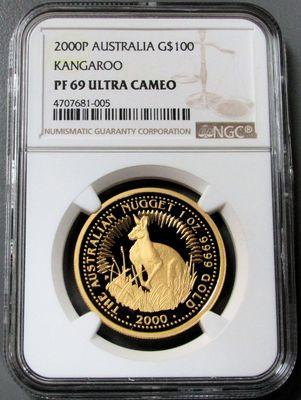 2000P AUSTRALIA G$100
KANGAROO
PF 69 ULTRA CAMEO
4707681-005
NUMISMATIC GUARANTY CORPORATION
NGC
THE AUSTRALIAN NUGGET 1 OZ. 9999 GOLD
2000